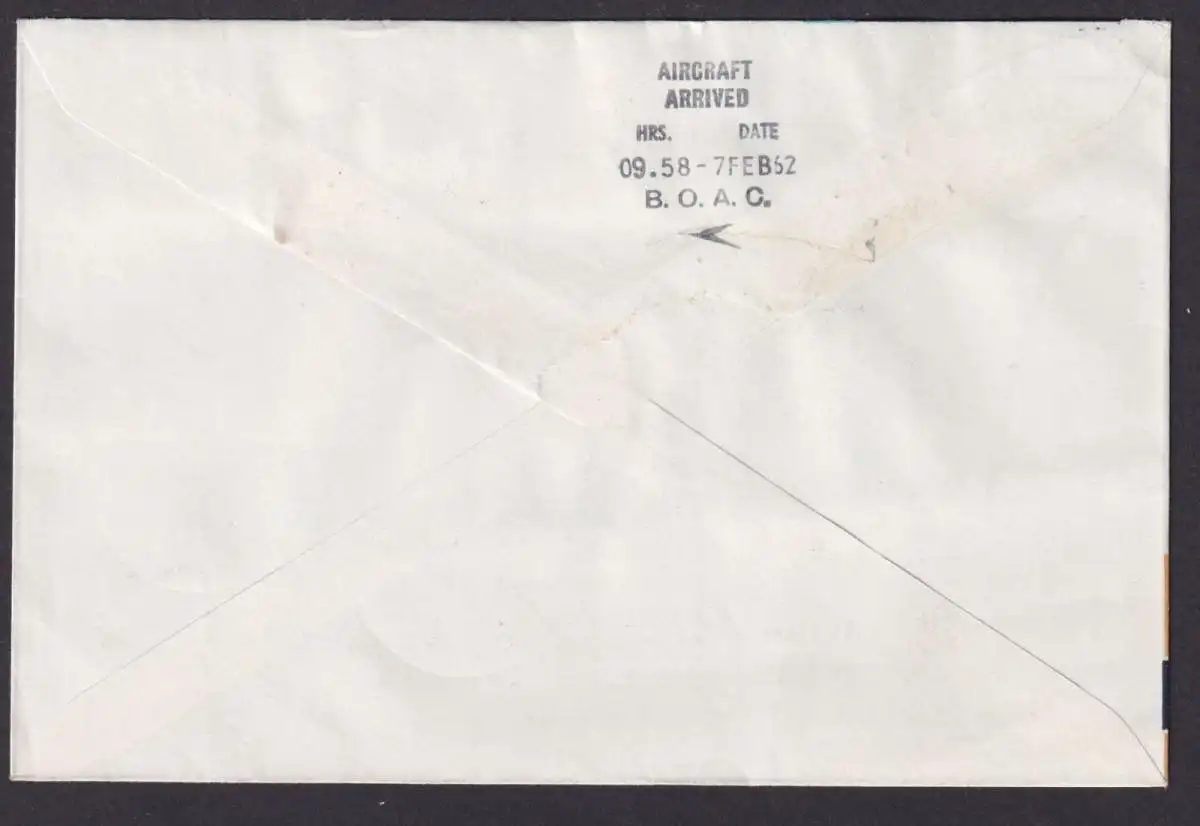 AIRCRAFT
ARRIVED
HRS. DATE
09.58-7FEB62
B. O. A. C.